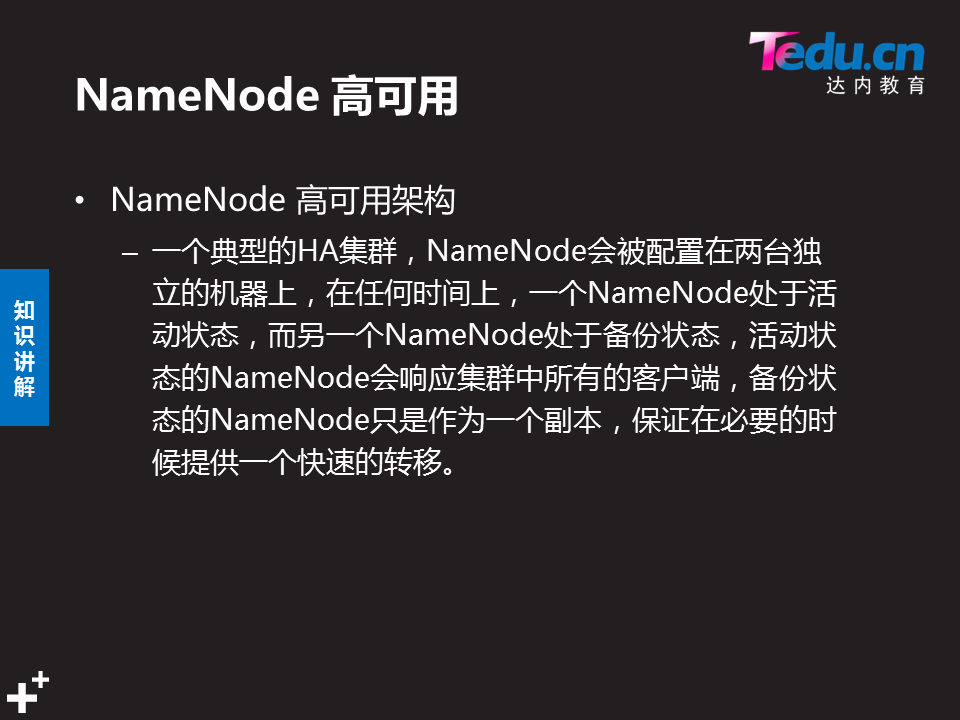 Tedu.cn
达内教育
NameNode 高可用
• NameNode 高可用架构
– 一个典型的HA集群，NameNode会被配置在两台独
立的机器上，在任何时间上，一个NameNode处于活
动状态，而另一个NameNode处于备份状态，活动状
态的NameNode会响应集群中所有的客户端，备份状
态的NameNode只是作为一个副本，保证在必要的时
候提供一个快速的转移。
知
识
讲
解